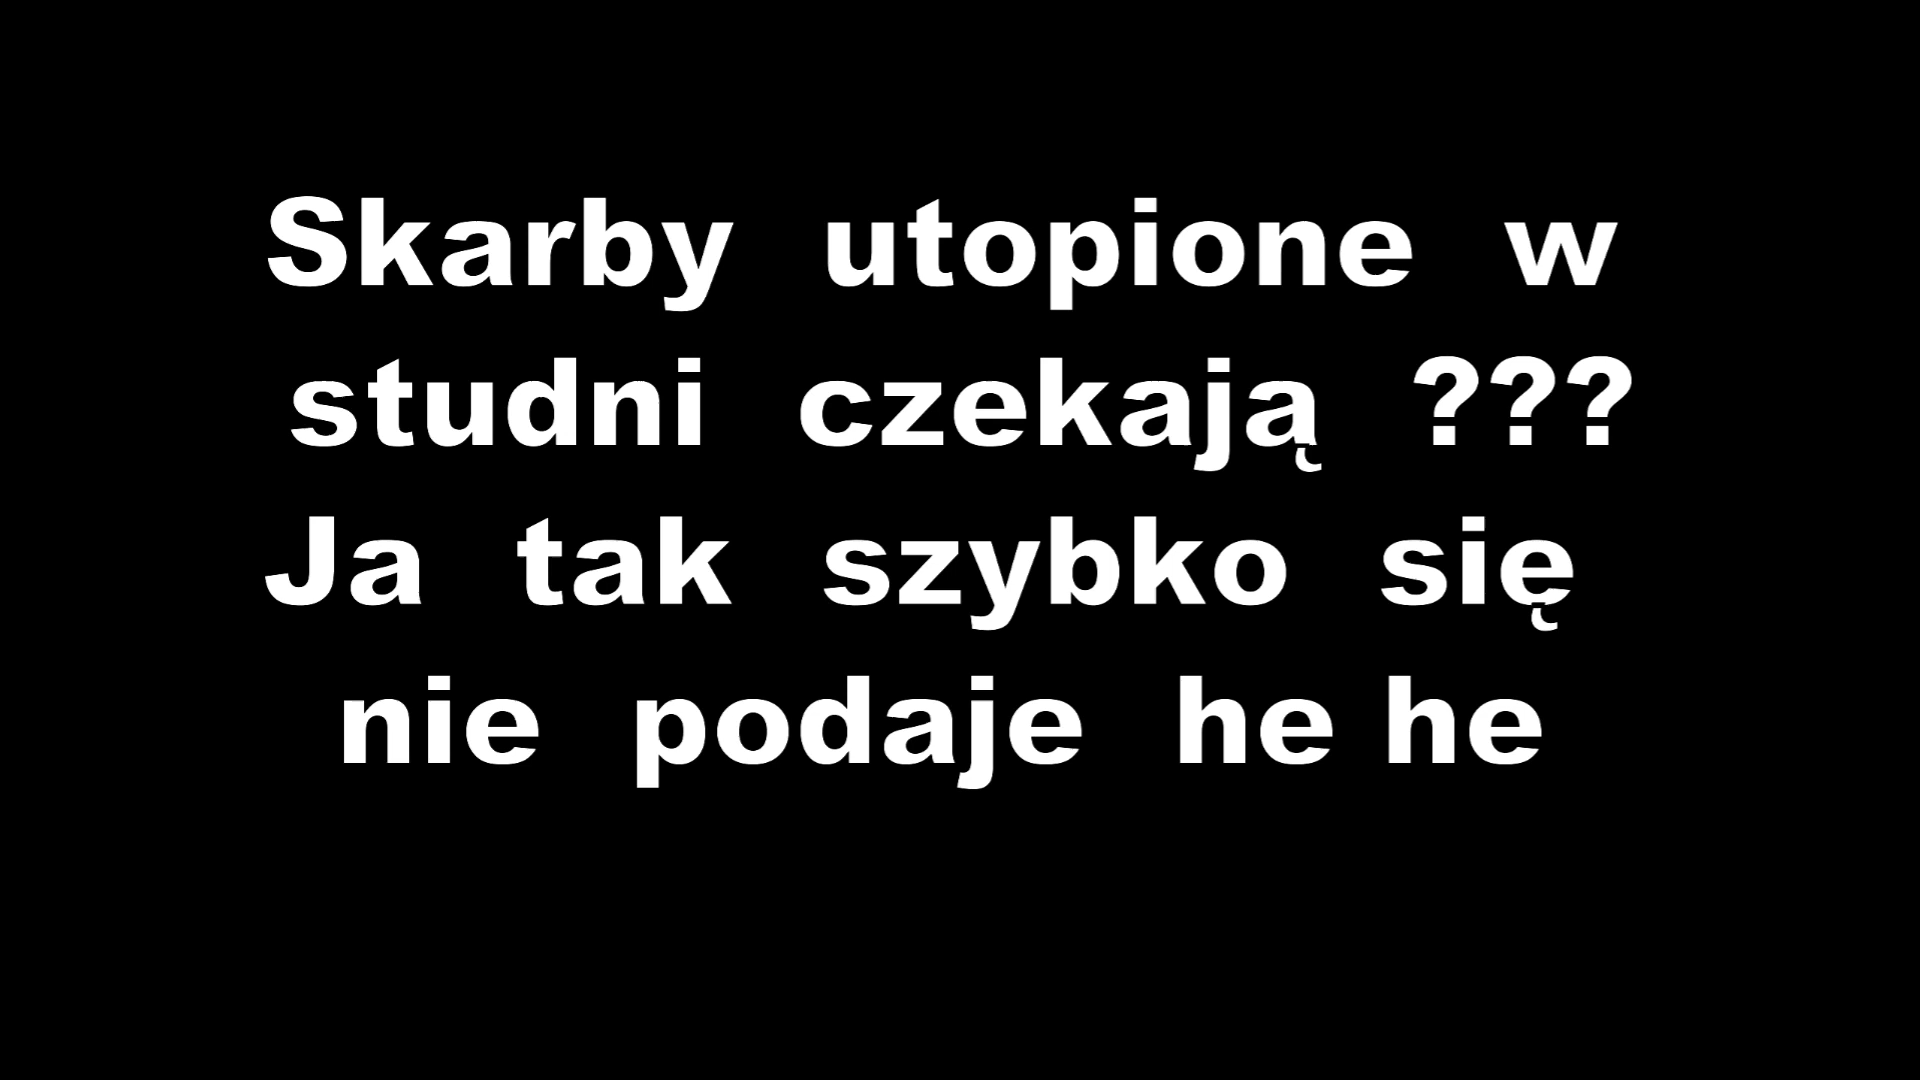 Skarby utopione w
studni czekają ???
Ja tak szybko się
nie podaje he he